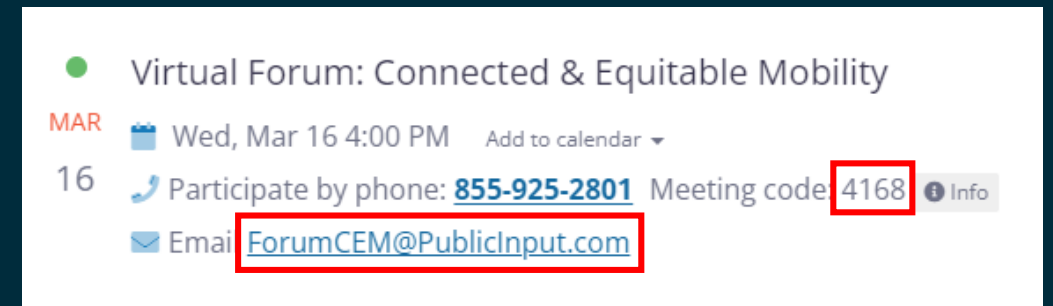 Virtual Forum: Connected & Equitable Mobility
MAR
16
Wed, Mar 16 4:00 PM Add to calendar
Participate by phone: 855-925-2801 Meeting code: 4168 Info
Email ForumCEM@PublicInput.com